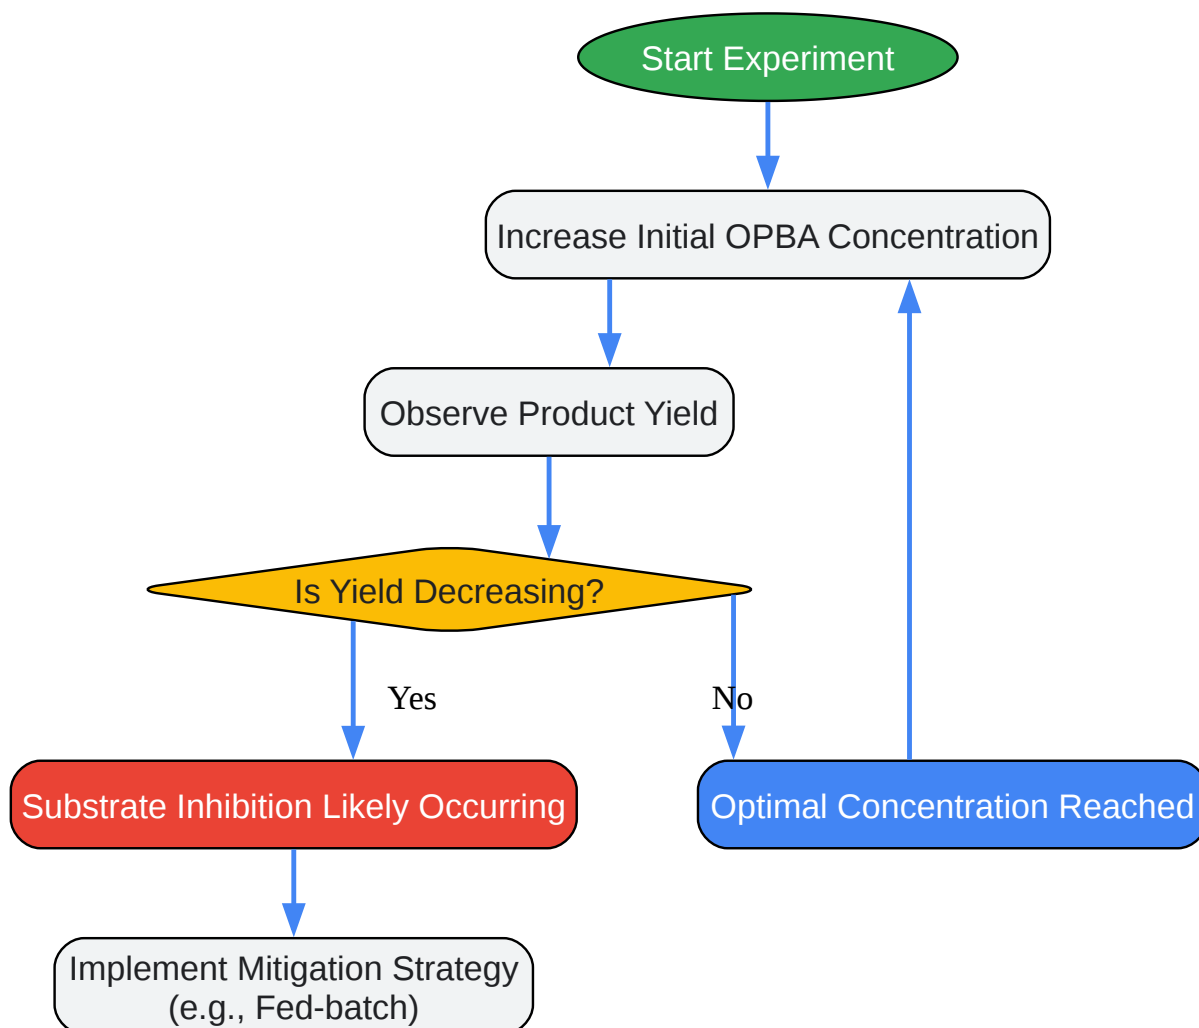 Start Experiment
Increase Initial OPBA Concentration
Observe Product Yield
Is Yield Decreasing?
Yes
No
Substrate Inhibition Likely Occurring
Optimal Concentration Reached
Implement Mitigation Strategy
(e.g., Fed-batch)